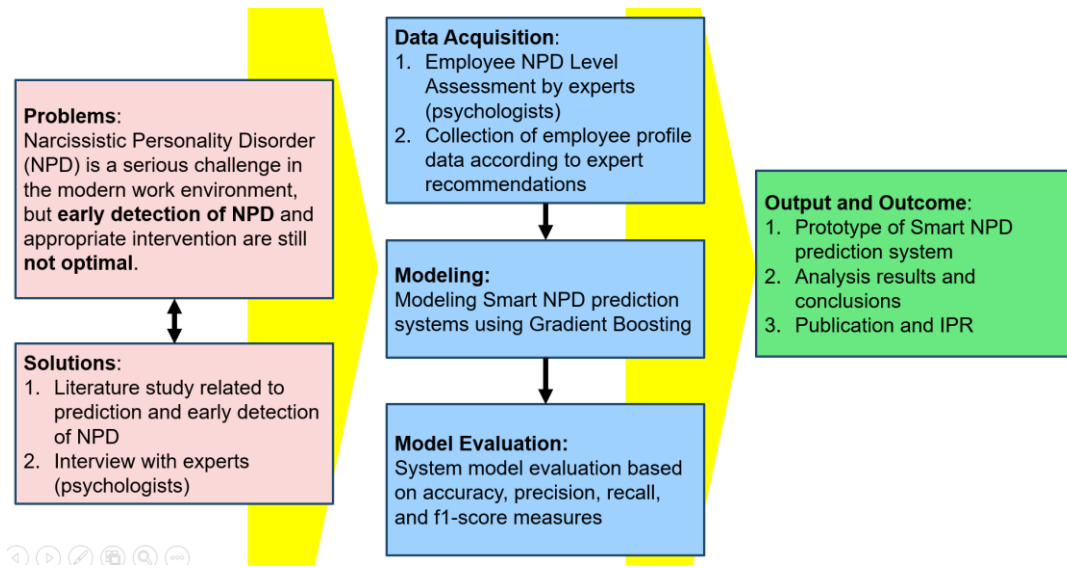 Problems:
Narcissistic Personality Disorder
(NPD) is a serious challenge in
the modern work environment,
but early detection of NPD and
appropriate intervention are still
not optimal.
Solutions:
1. Literature study related to
prediction and early detection
of NPD
2. Interview with experts
(psychologists)
Data Acquisition:
1. Employee NPD Level
Assessment by experts
(psychologists)
2. Collection of employee profile
data according to expert
recommendations
Modeling:
Modeling Smart NPD prediction
systems using Gradient Boosting
Model Evaluation:
System model evaluation based
on accuracy, precision, recall,
and f1-score measures
Output and Outcome:
1. Prototype of Smart NPD
prediction system
2. Analysis results and
conclusions
3. Publication and IPR